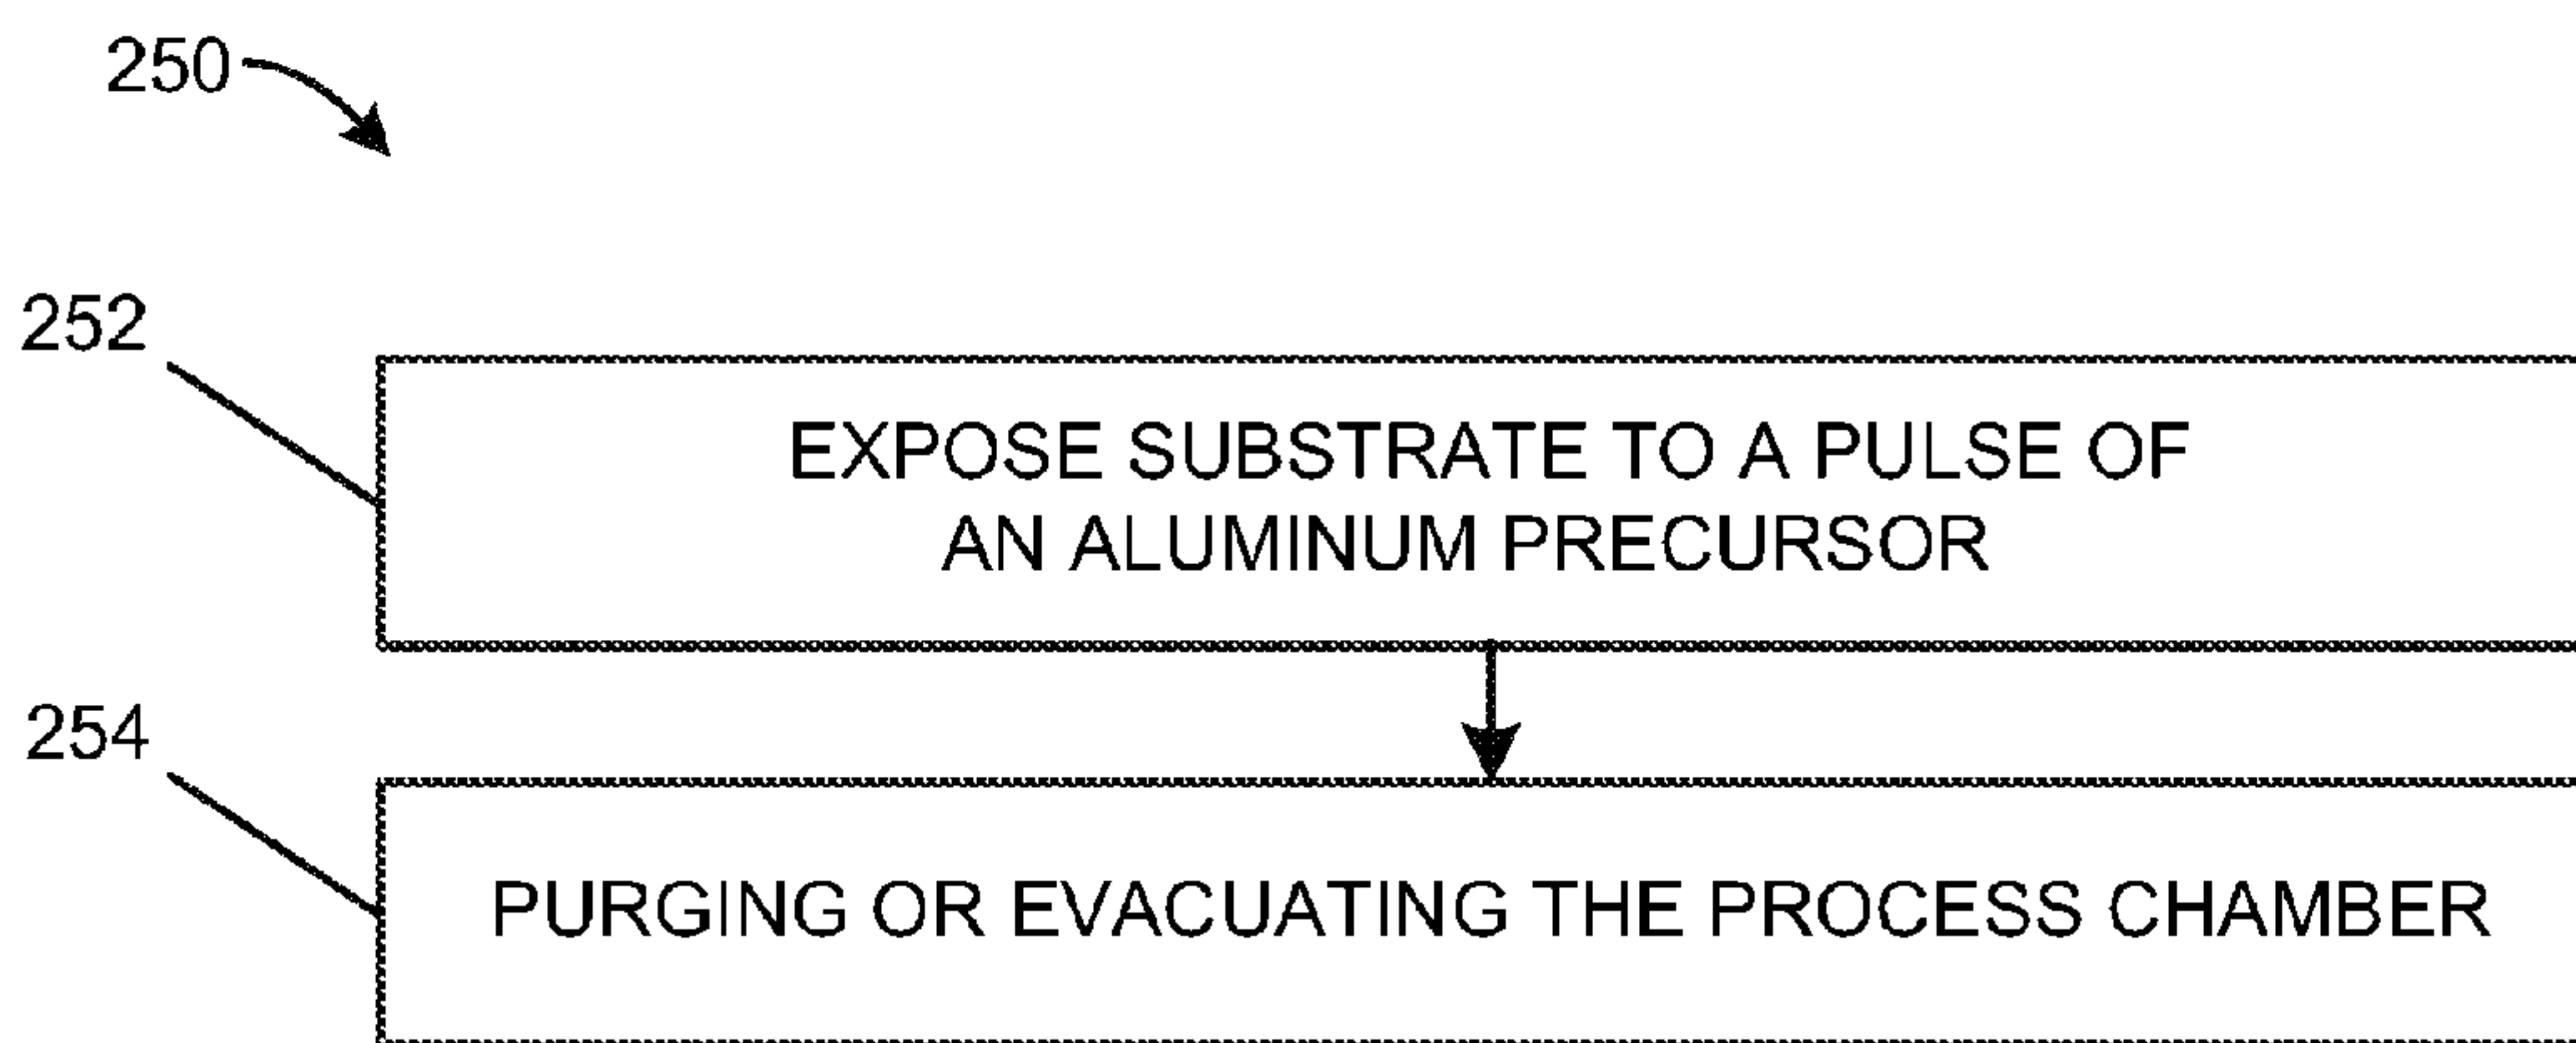 250
252
EXPOSE SUBSTRATE TO A PULSE OF
AN ALUMINUM PRECURSOR
254
PURGING OR EVACUATING THE PROCESS CHAMBER